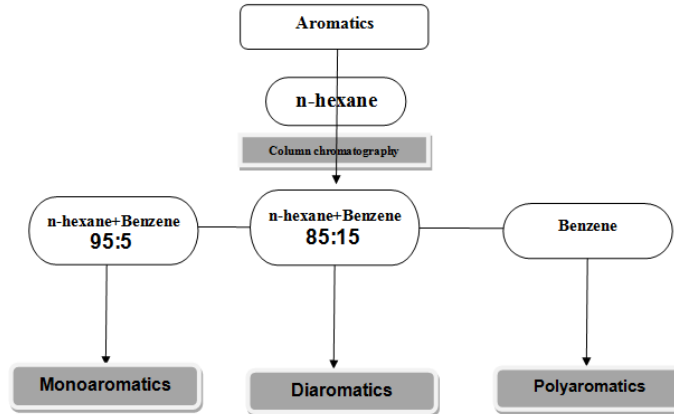 Aromatics
n-hexane
Column chromatography
n-hexane+Benzene
95:5
n-hexane+Benzene
85:15
Benzene
Monoaromatics
Diaromatics
Polyaromatics